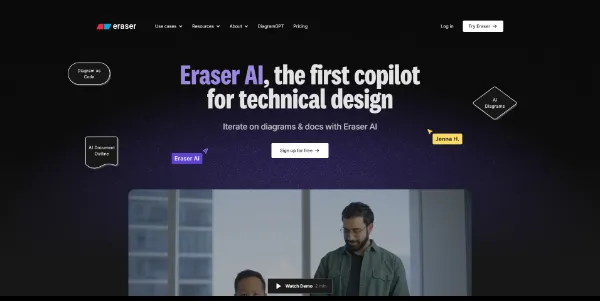 eraser
Use cases
Resources
About
DiagramGPT
Pricing
Log in
Try Eraser →
Diagram as
Code
Eraser AI, the first copilot
for technical design
AI
Diagrams
Iterate on diagrams & docs with Eraser AI
Jenna H.
AI Document
Outline
Eraser AI
Sign up for Free →
Watch Demo 2 min